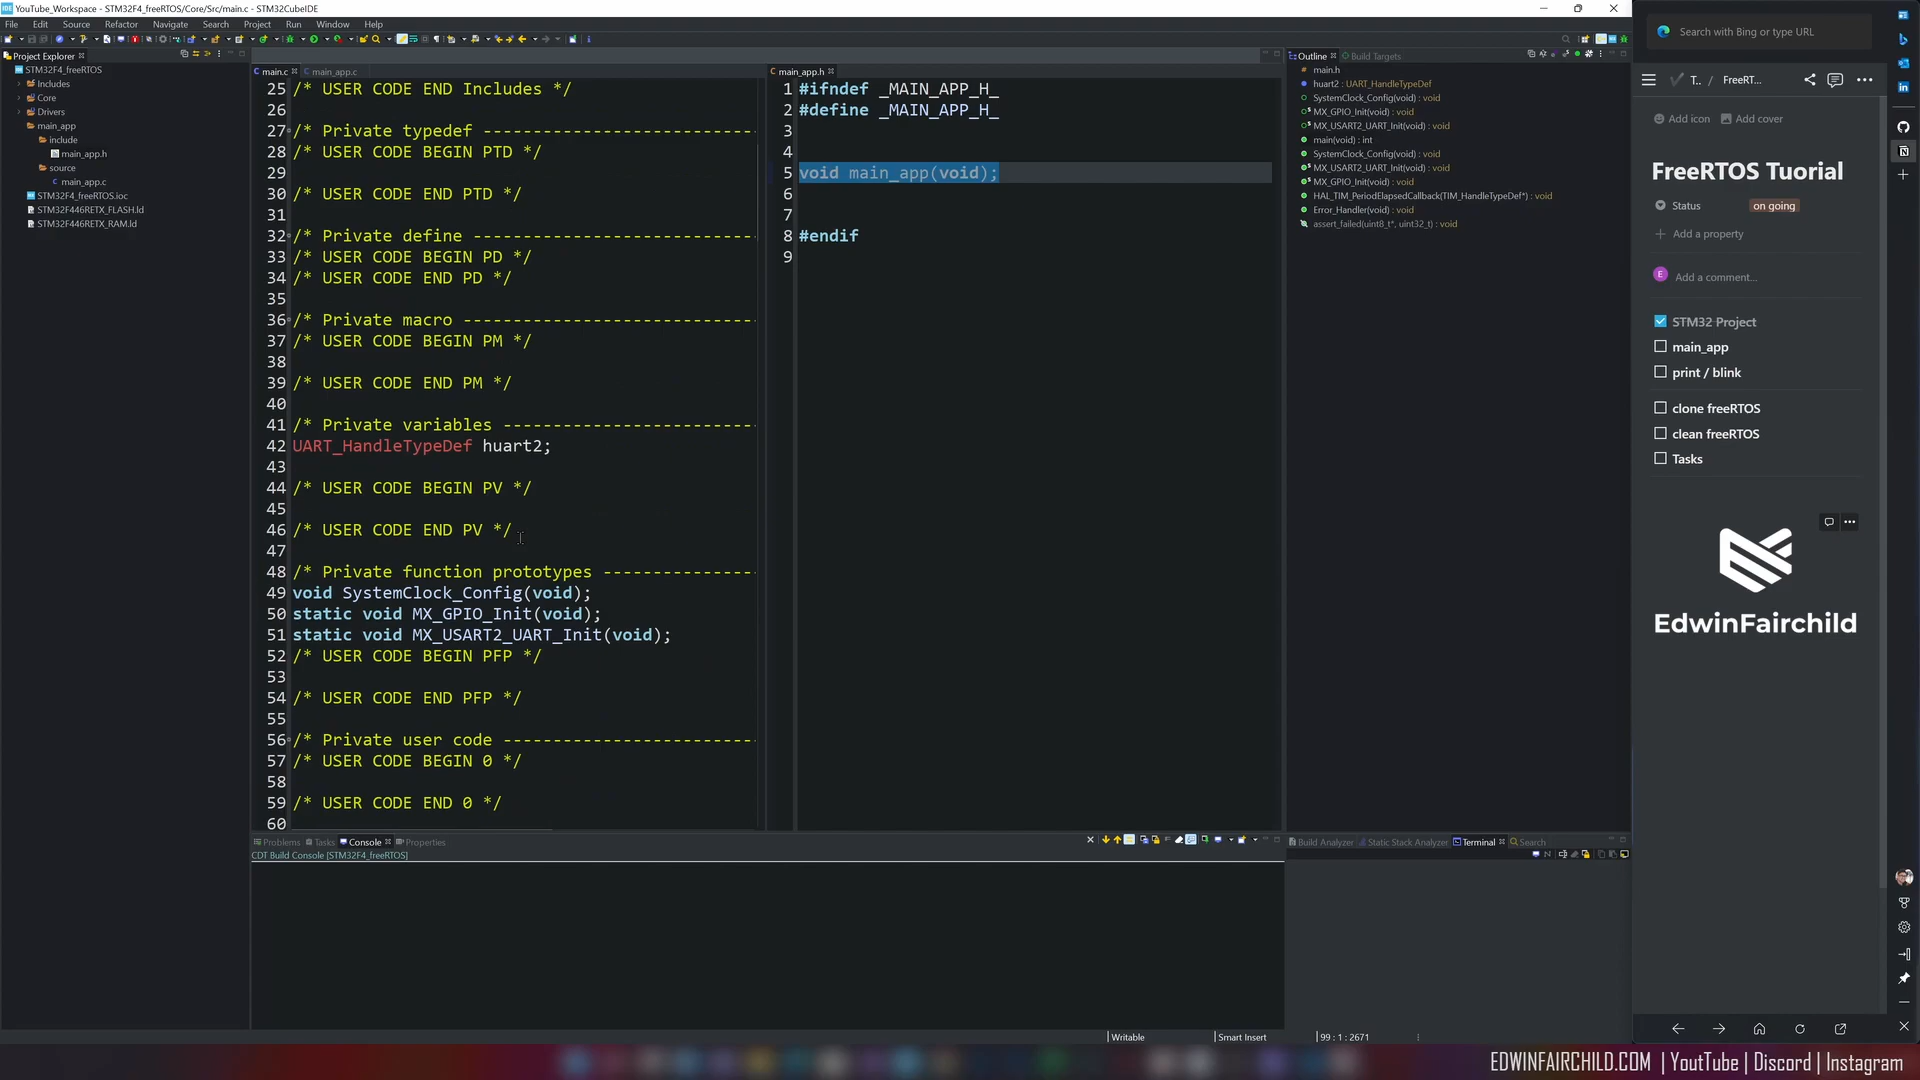 YouTube_Workspace - STM32F4_freeRTOS/Core/Src/main.c - STM32CubeIDE
File Edit Source Refactor Navigate Search Project Run Window Help
Project Explorer
STM32F4_freeRTOS
Includes
Core
Drivers
main_app
include
main_app.h
source
main_app.c
STM32F4_freeRTOS.ioc
STM32F446RETX_FLASH.ld
STM32F446RETX_RAM.ld
main.c main_app.c
25 /* USER CODE END Includes */
26
27 /* Private typedef -----------------------------
28 /* USER CODE BEGIN PTD */
29
30 /* USER CODE END PTD */
31
32 /* Private define ------------------------------
33 /* USER CODE BEGIN PD */
34 /* USER CODE END PD */
35
36 /* Private macro -------------------------------
37 /* USER CODE BEGIN PM */
38
39 /* USER CODE END PM */
40
41 /* Private variables ---------------------------
42 UART_HandleTypeDef huart2;
43
44 /* USER CODE BEGIN PV */
45
46 /* USER CODE END PV */
47
48 /* Private function prototypes -----------------
49 void SystemClock_Config(void);
50 static void MX_GPIO_Init(void);
51 static void MX_USART2_UART_Init(void);
52 /* USER CODE BEGIN PFP */
53
54 /* USER CODE END PFP */
55
56 /* Private user code ---------------------------
57 /* USER CODE BEGIN 0 */
58
59 /* USER CODE END 0 */
60
main_app.h
1 #ifndef _MAIN_APP_H_
2 #define _MAIN_APP_H_
3
4
5 void main_app(void);
6
7
8 #endif
9
Outline Build Targets
main.h
huart2 : UART_HandleTypeDef
SystemClock_Config(void) : void
MX_GPIO_Init(void) : void
MX_USART2_UART_Init(void) : void
main(void) : int
SystemClock_Config(void) : void
MX_USART2_UART_Init(void) : void
MX_GPIO_Init(void) : void
HAL_TIM_PeriodElapsedCallback(TIM_HandleTypeDef*) : void
Error_Handler(void) : void
assert_failed(uint8_t*, uint32_t) : void
Problems Tasks Console Properties
CDT Build Console [STM32F4_freeRTOS]
Build Analyzer Static Stack Analyzer Terminal Search
Writable Smart Insert 99 : 1 : 2671
Search with Bing or type URL
T.. / FreeRT...
Add icon Add cover
FreeRTOS Tuorial
Status on going
Add a property
E Add a comment...
STM32 Project
main_app
print / blink
clone freeRTOS
clean freeRTOS
Tasks
EdwinFairchild
EDWINFAIRCHILD.COM | YoutTube | Discord | Instagram